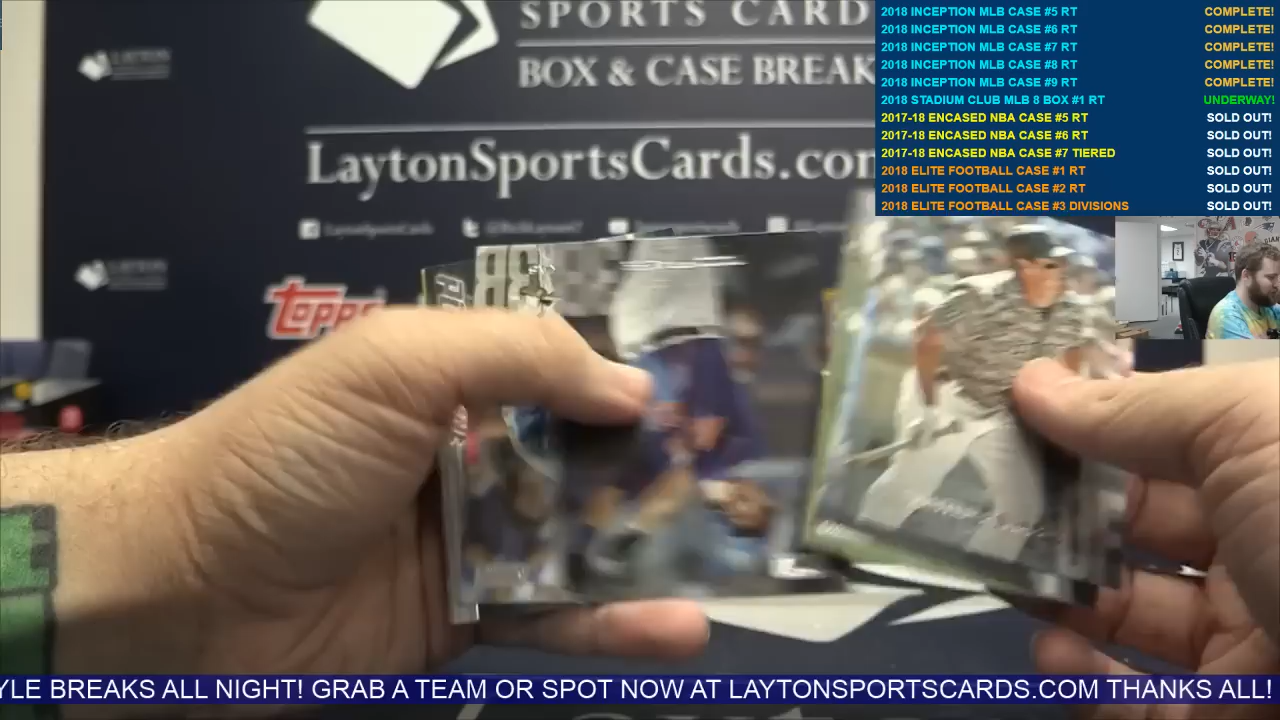 SPORTS CARD
BOX & CASE BREAK
LaytonSportsCards.com
Topps
2018 INCEPTION MLB CASE #5 RT COMPLETE!
2018 INCEPTION MLB CASE #6 RT COMPLETE!
2018 INCEPTION MLB CASE #7 RT COMPLETE!
2018 INCEPTION MLB CASE #8 RT COMPLETE!
2018 INCEPTION MLB CASE #9 RT COMPLETE!
2018 STADIUM CLUB MLB 8 BOX #1 RT UNDERWAY!
2017-18 ENCASED NBA CASE #5 RT SOLD OUT!
2017-18 ENCASED NBA CASE #6 RT SOLD OUT!
2017-18 ENCASED NBA CASE #7 TIERED SOLD OUT!
2018 ELITE FOOTBALL CASE #1 RT SOLD OUT!
2018 ELITE FOOTBALL CASE #2 RT SOLD OUT!
2018 ELITE FOOTBALL CASE #3 DIVISIONS SOLD OUT!
YLE BREAKS ALL NIGHT! GRAB A TEAM OR SPOT NOW AT LAYTONSPORTSCARDS.COM THANKS ALL!